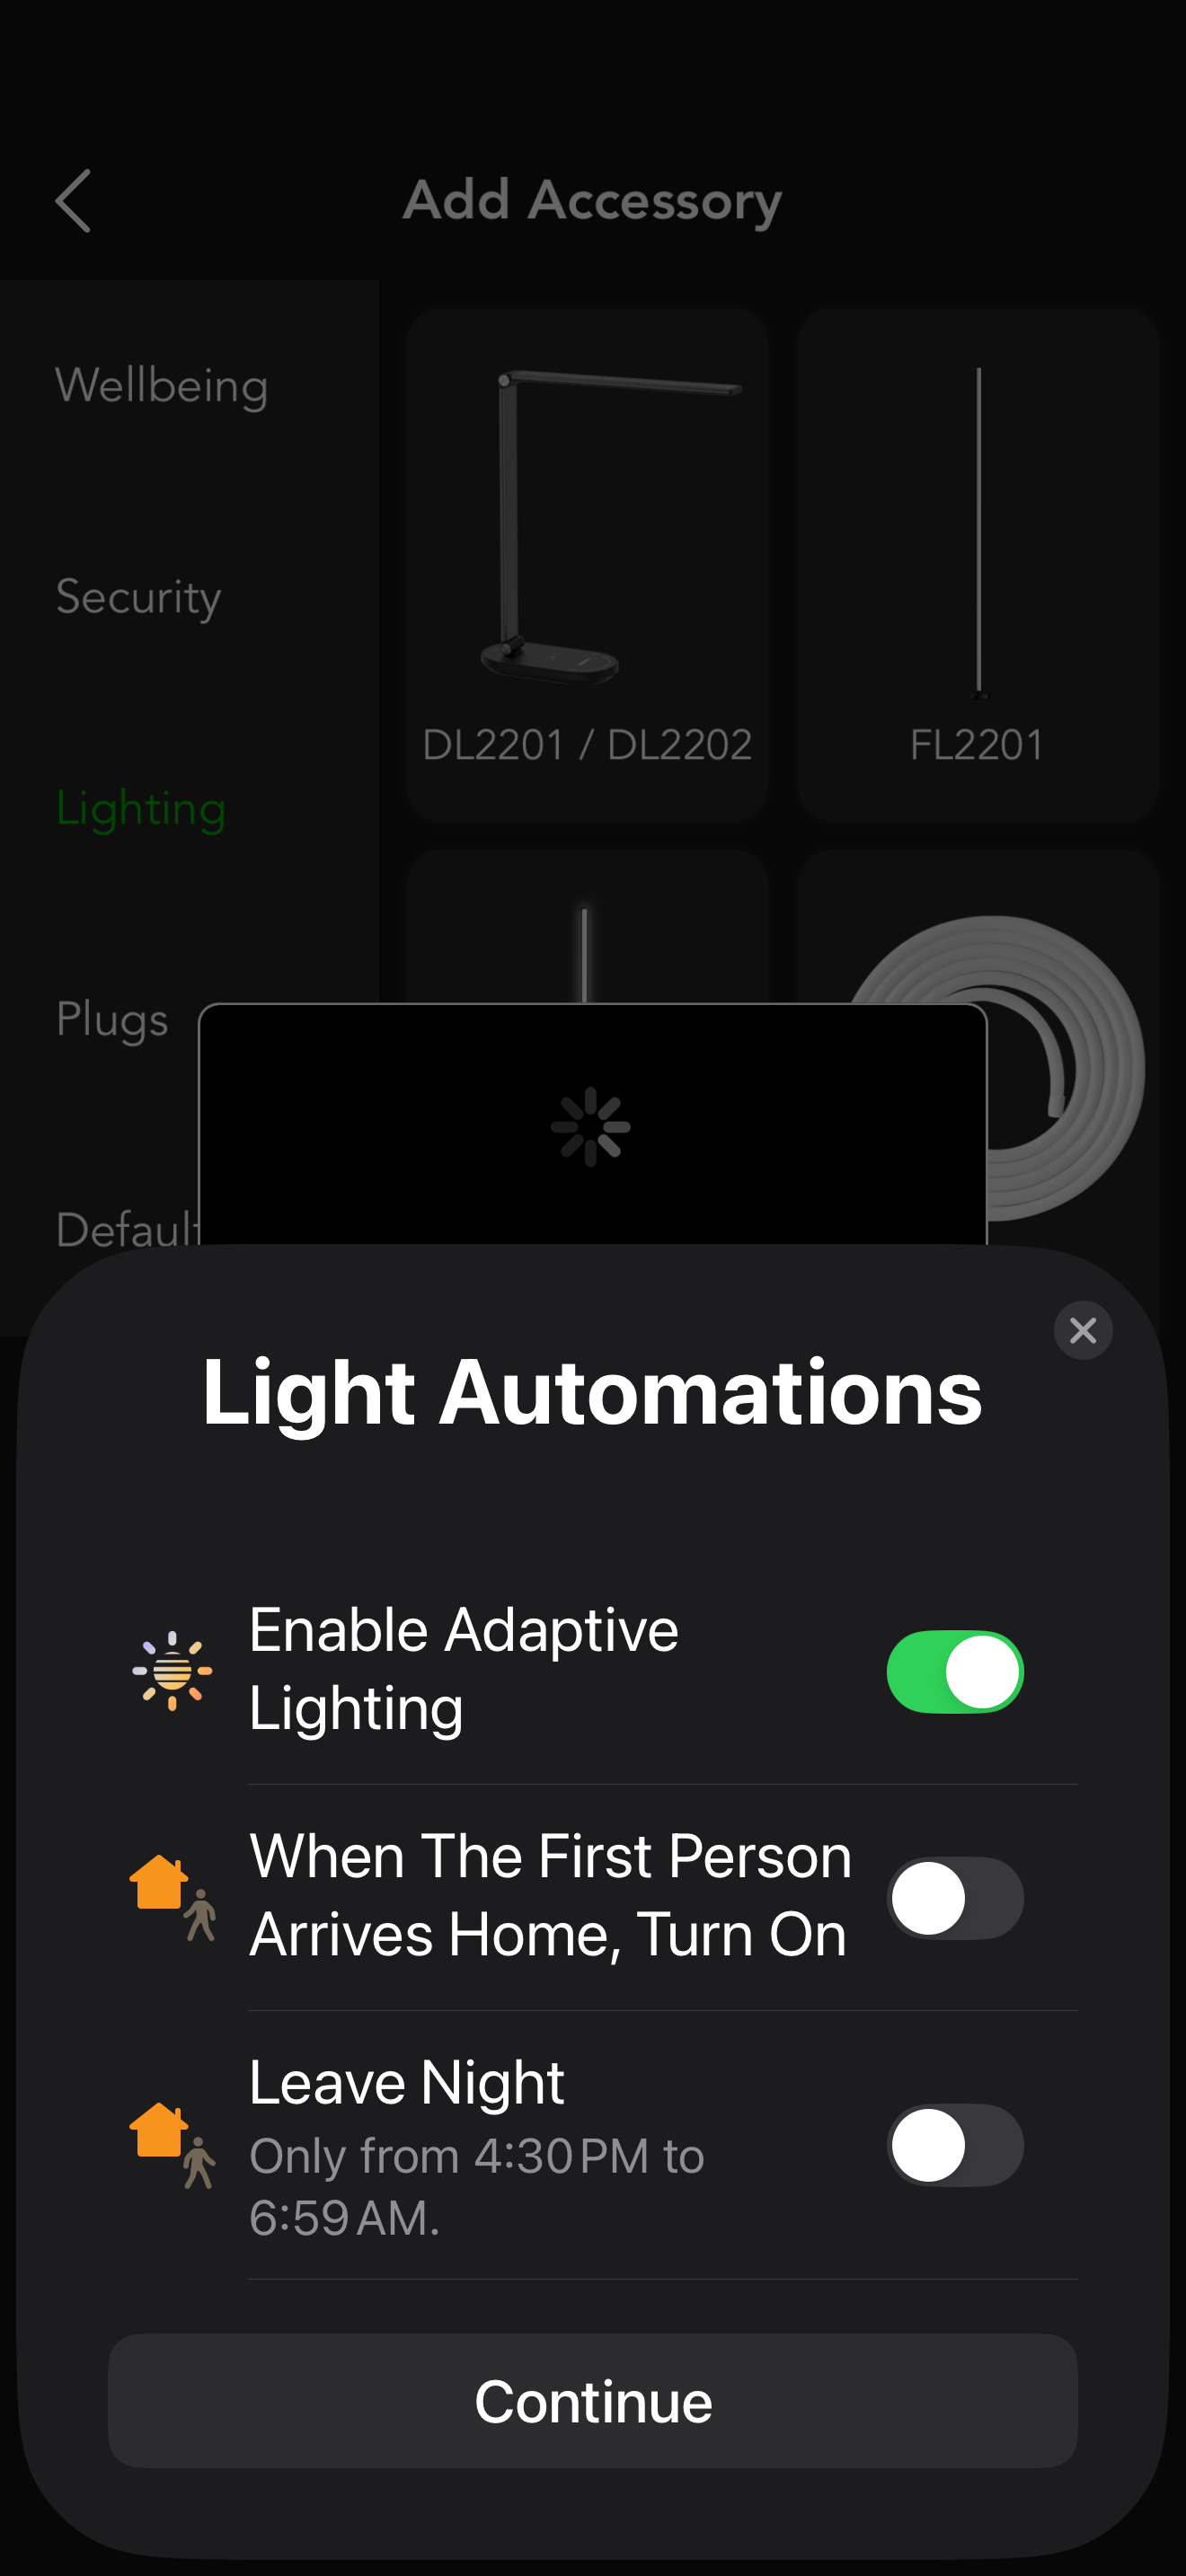 Add Accessory
Wellbeing
Security
Lighting
Plugs
Default
DL2201 / DL2202
FL2201
Light Automations
Enable Adaptive
Lighting
When The First Person
Arrives Home, Turn On
Leave Night
Only from 4:30 PM to
6:59 AM.
Continue